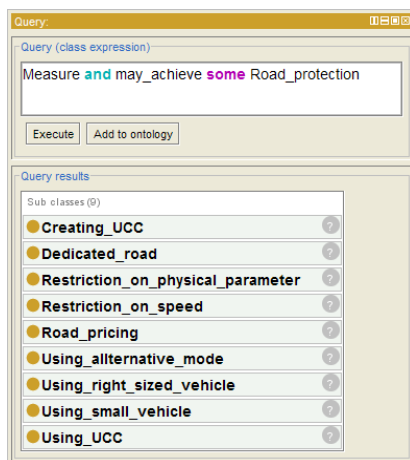 Query:
Query (class expression)
Measure and may_achieve some Road_protection
Execute Add to ontology
Query results
Sub classes (9)
Creating_UCC ?
Dedicated_road ?
Restriction_on_physical_parameter ?
Restriction_on_speed ?
Road_pricing ?
Using_allternative_mode ?
Using_right_sized_vehicle ?
Using_small_vehicle ?
Using_UCC ?